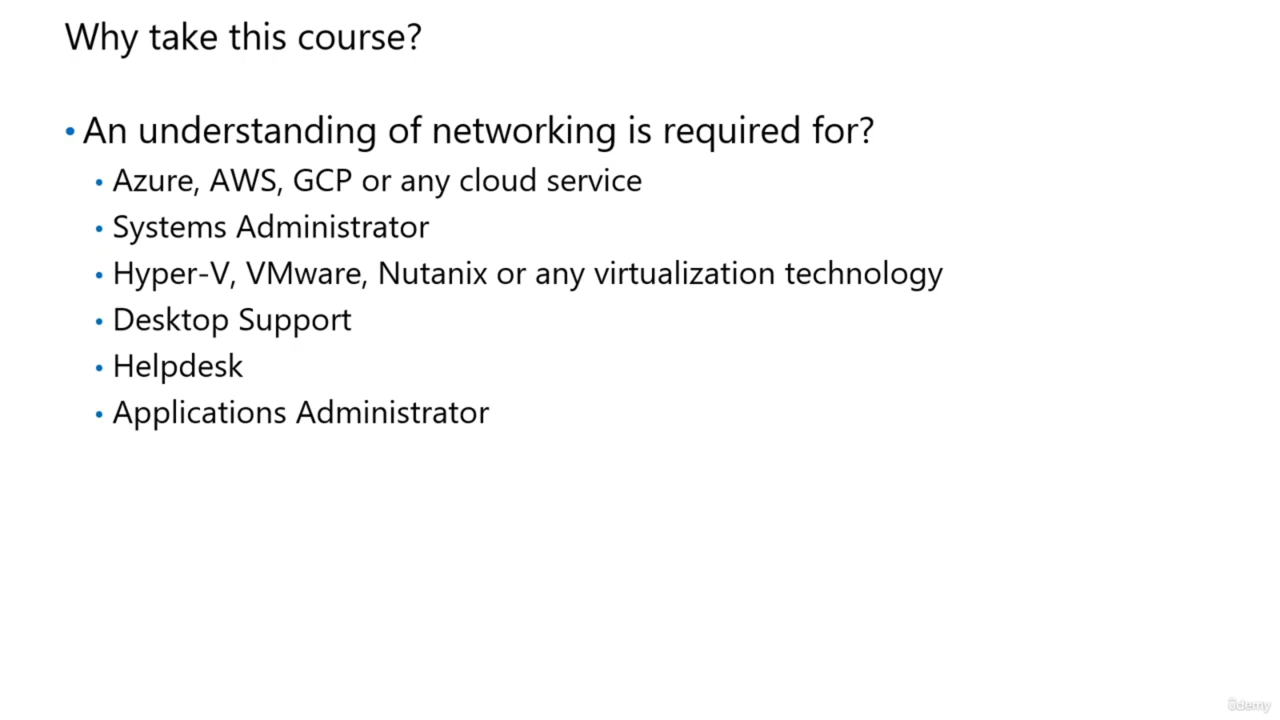 Why take this course?
• An understanding of networking is required for?
• Azure, AWS, GCP or any cloud service
• Systems Administrator
• Hyper-V, VMware, Nutanix or any virtualization technology
• Desktop Support
• Helpdesk
• Applications Administrator
ûdemy